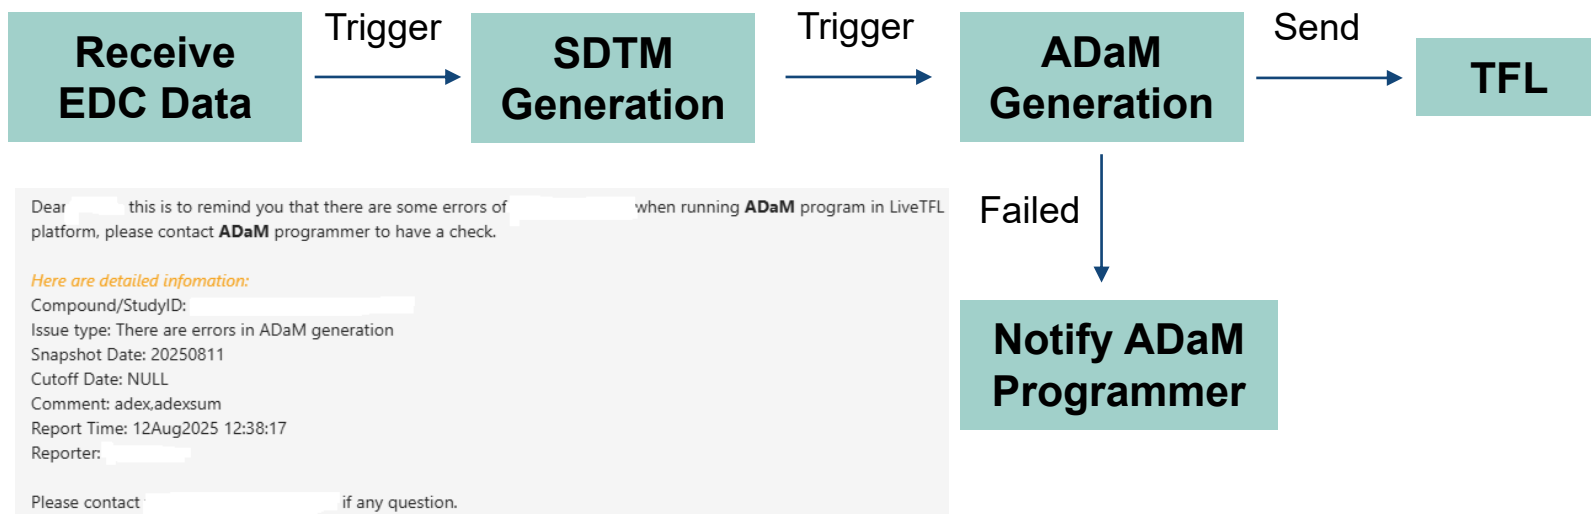 Receive
EDC Data
Trigger
SDTM
Generation
Trigger
ADaM
Generation
Send
TFL
Failed
Notify ADaM
Programmer
Dear this is to remind you that there are some errors of when running ADaM program in LiveTFL
platform, please contact ADaM programmer to have a check.
Here are detailed infomation:
Compound/StudyID:
Issue type: There are errors in ADaM generation
Snapshot Date: 20250811
Cutoff Date: NULL
Comment: adex,adexsum
Report Time: 12Aug2025 12:38:17
Reporter:
Please contact if any question.